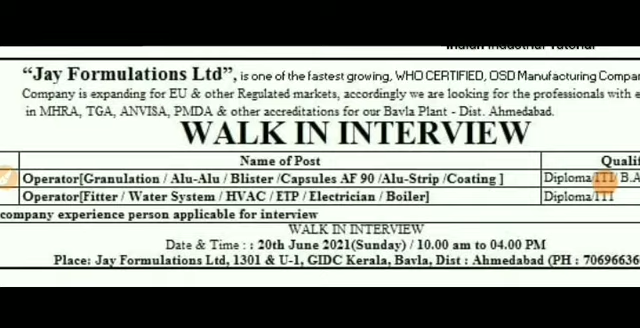 Indian Industrial Tutorial
“Jay Formulations Ltd”, is one of the fastest growing, WHO CERTIFIED, OSD Manufacturing
Company is expanding for EU & other Regulated markets, accordingly we are looking for the professionals with
in MHRA, TGA, ANVISA, PMDA & other accreditations for our Bavla Plant - Dist. Ahmedabad.
WALK IN INTERVIEW
Name of Post
Operator[Granulation / Alu-Alu / Blister /Capsules AF 90 /Alu-Strip /Coating ] Diploma/ITI/ B.A
Operator[Fitter / Water System / HVAC / ETP / Electrician / Boiler] Diploma/ITI
company experience person applicable for interview
WALK IN INTERVIEW
Date & Time : : 20th June 2021(Sunday) / 10.00 am to 04.00 PM
Place: Jay Formulations Ltd, 1301 & U-1, GIDC Kerala, Bavla, Dist : Ahmedabad (PH : 7069663